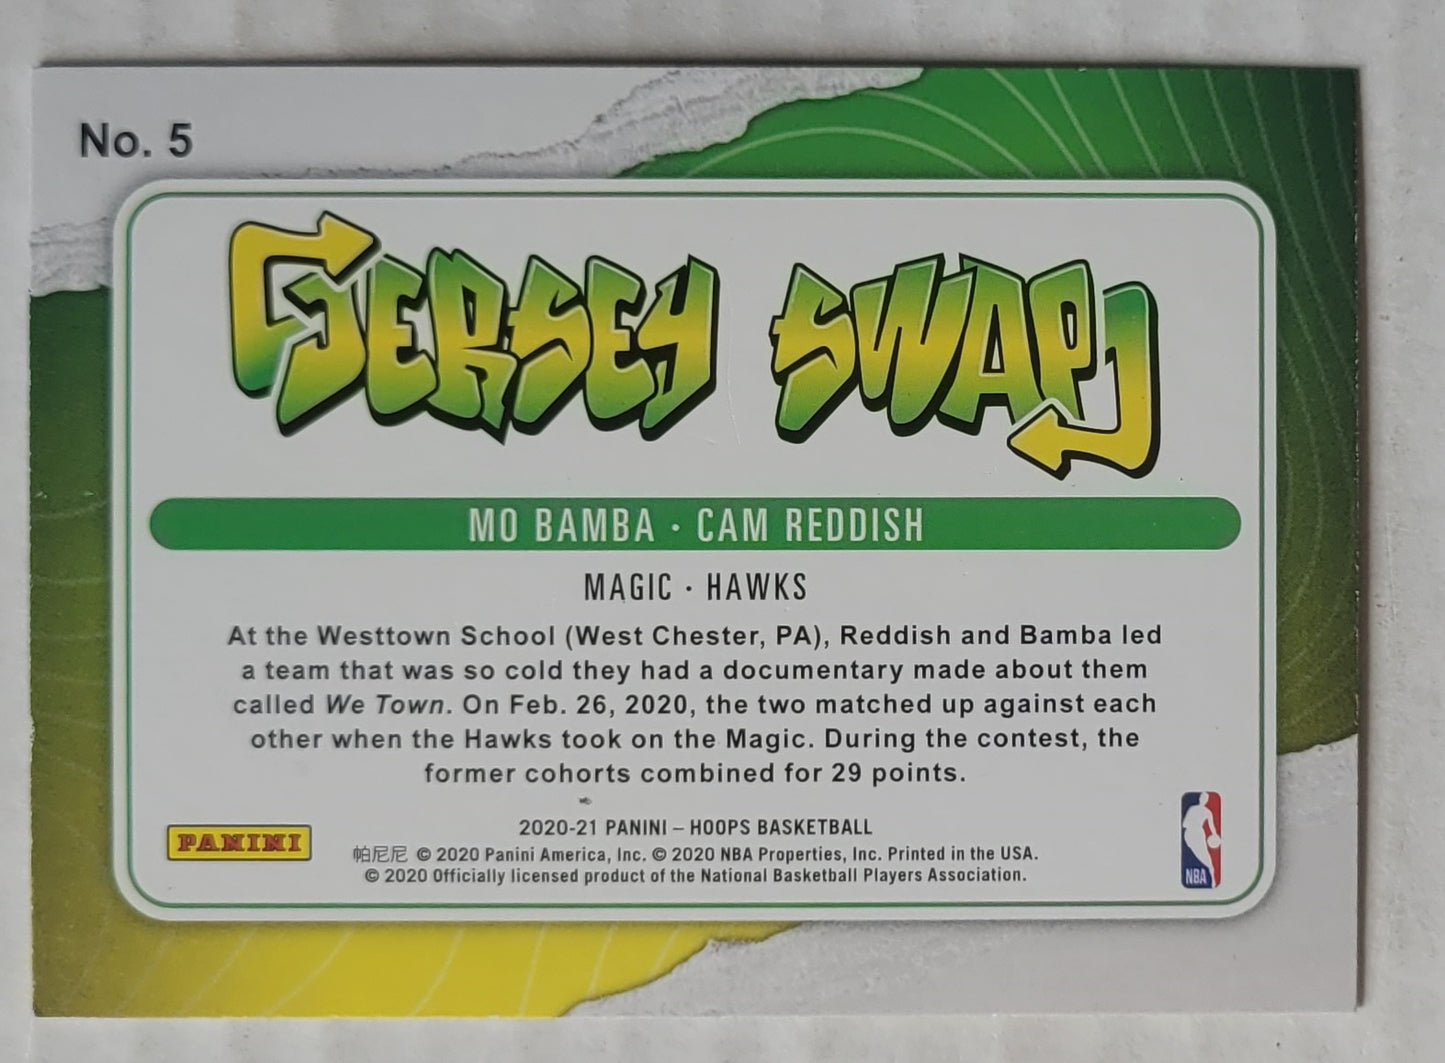 No. 5
JERSEY SWAP
MO BAMBA · CAM REDDISH
MAGIC · HAWKS
At the Westtown School (West Chester, PA), Reddish and Bamba led
a team that was so cold they had a documentary made about them
called We Town. On Feb. 26, 2020, the two matched up against each
other when the Hawks took on the Magic. During the contest, the
former cohorts combined for 29 points.
2020-21 PANINI – HOOPS BASKETBALL
PANINI
帕尼尼 © 2020 Panini America, Inc. © 2020 NBA Properties, Inc. Printed in the USA.
© 2020 Officially licensed product of the National Basketball Players Association.
NBA